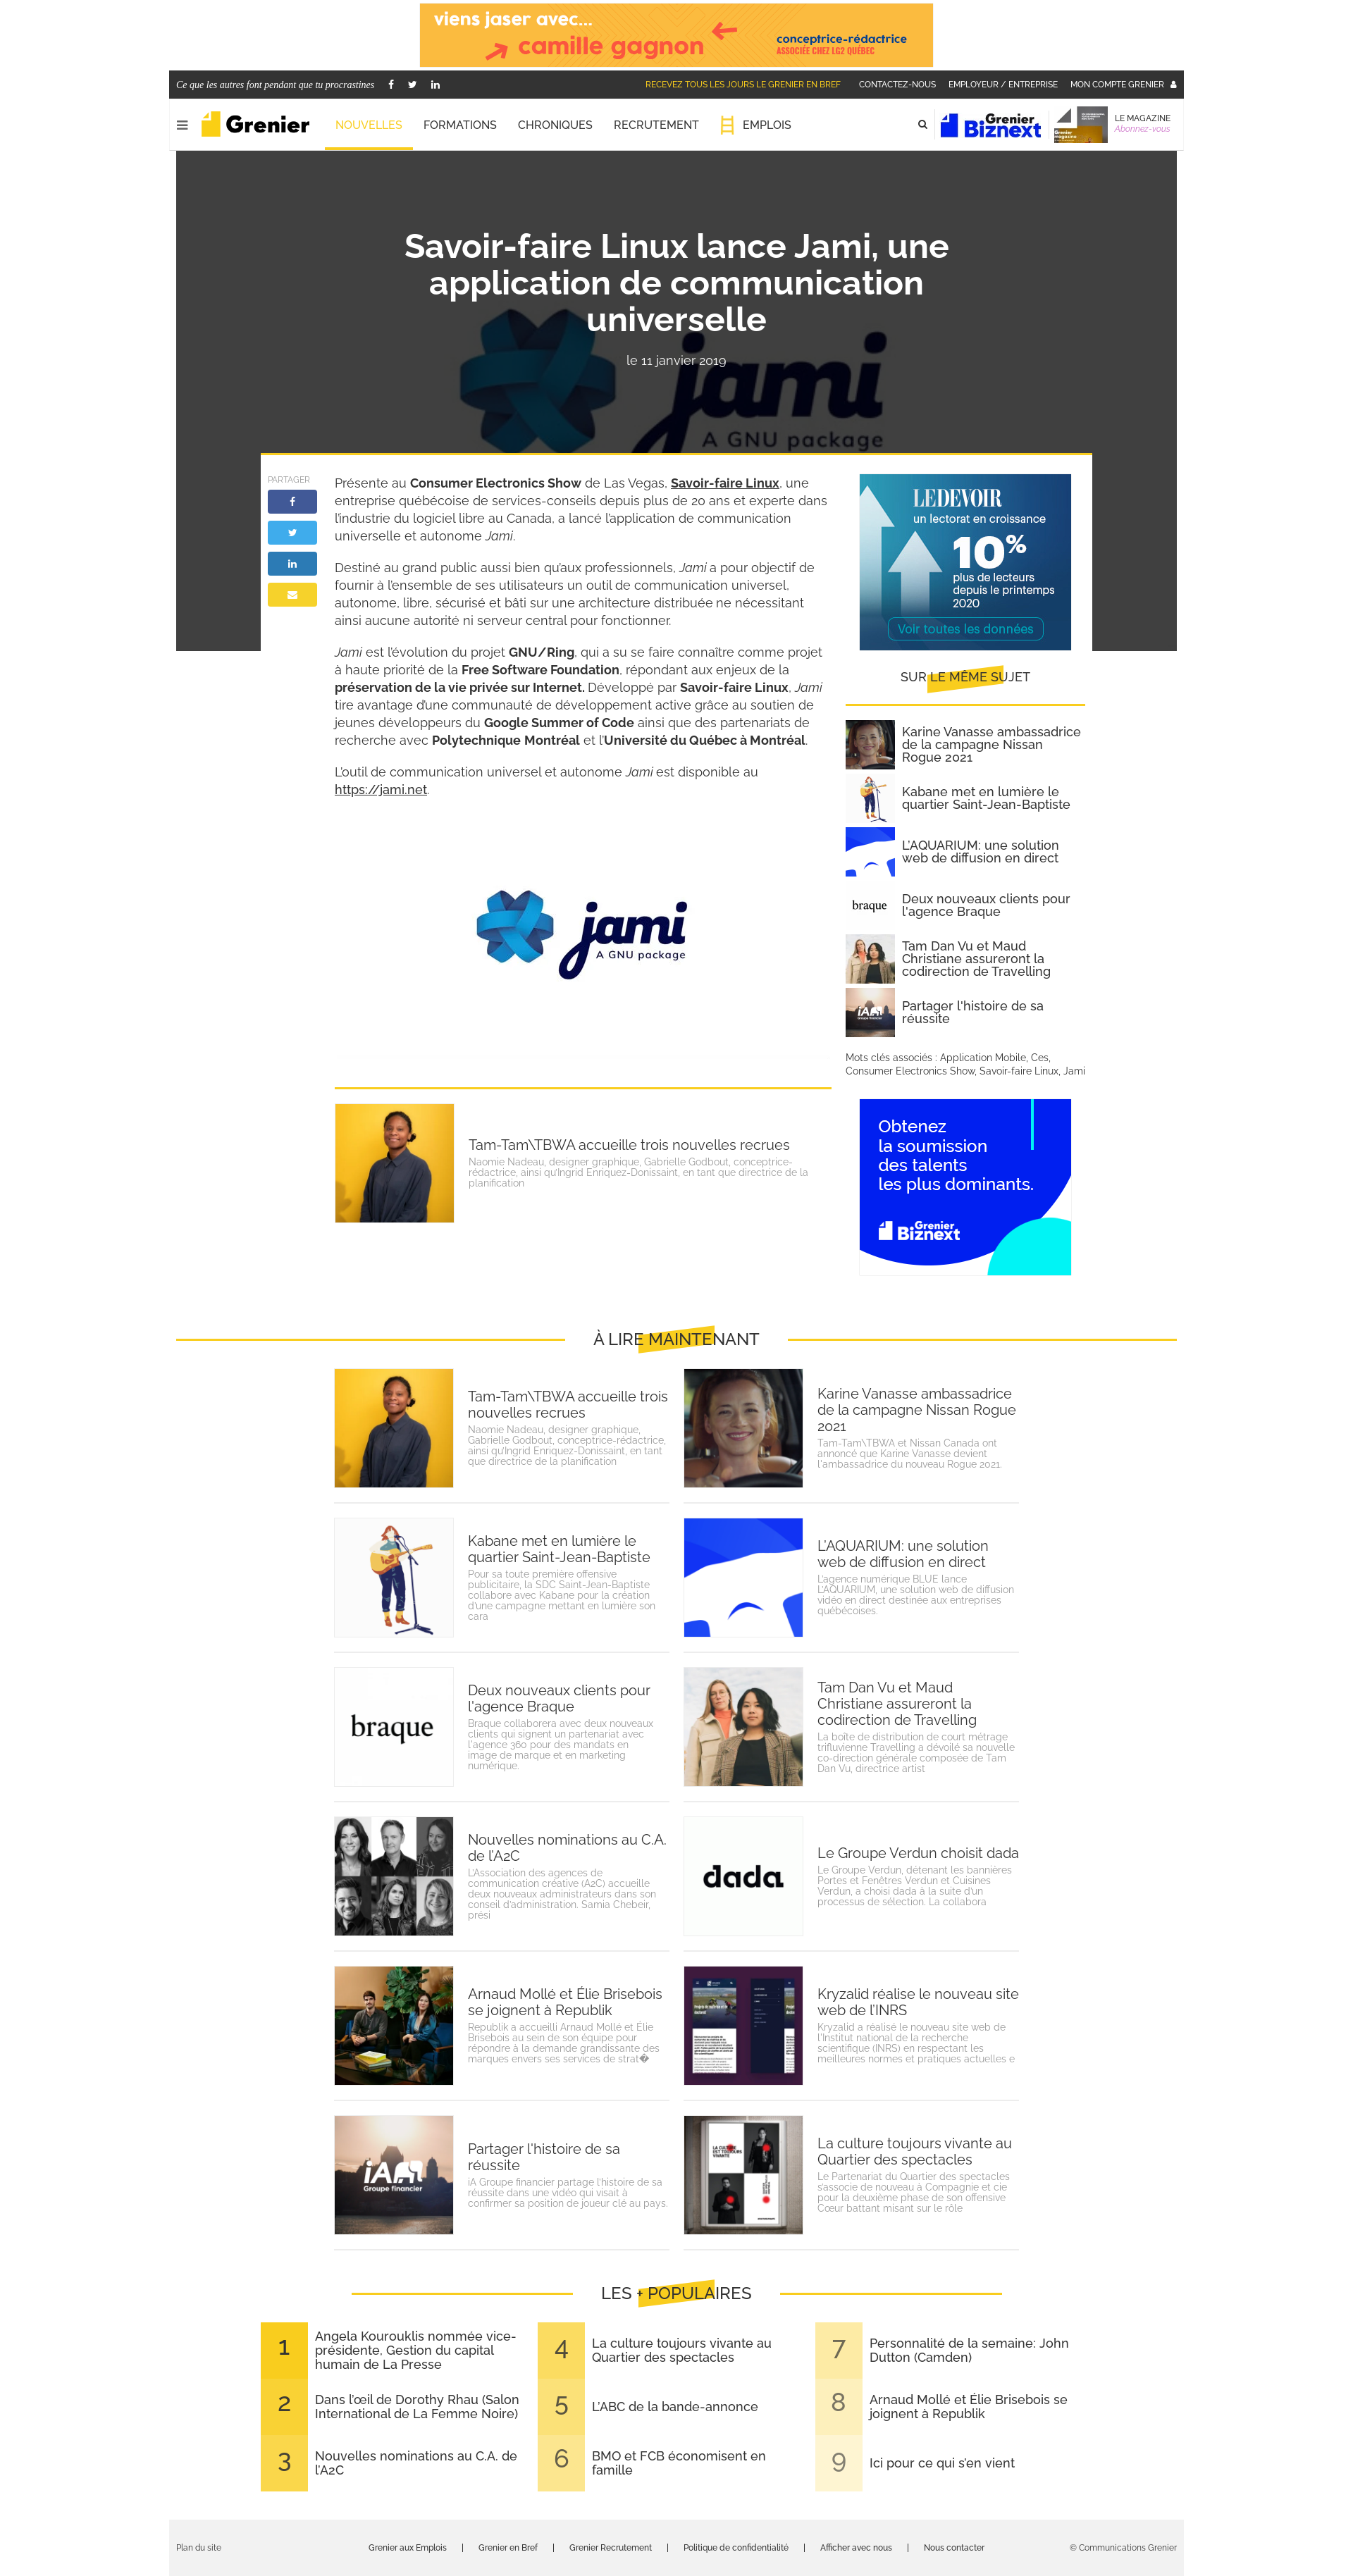 viens jaser avec...
camille gagnon
conceptrice-rédactrice
ASSOCIÉE CHEZ LG2 QUÉBEC
Ce que les autres font pendant que tu procrastines
RECEVEZ TOUS LES JOURS LE GRENIER EN BREF
CONTACTEZ-NOUS
EMPLOYEUR / ENTREPRISE
MON COMPTE GRENIER
Grenier
NOUVELLES
FORMATIONS
CHRONIQUES
RECRUTEMENT
EMPLOIS
Grenier
Biznext
LE MAGAZINE
Abonnez-vous
Savoir-faire Linux lance Jami, une
application de communication
universelle
le 11 janvier 2019
jami
A GNU package
PARTAGER
Présente au Consumer Electronics Show de Las Vegas, Savoir-faire Linux, une
entreprise québécoise de services-conseils depuis plus de 20 ans et experte dans
l’industrie du logiciel libre au Canada, a lancé l’application de communication
universelle et autonome Jami.
Destiné au grand public aussi bien qu’aux professionnels, Jami a pour objectif de
fournir à l’ensemble de ses utilisateurs un outil de communication universel,
autonome, libre, sécurisé et bâti sur une architecture distribuée ne nécessitant
ainsi aucune autorité ni serveur central pour fonctionner.
Jami est l’évolution du projet GNU/Ring, qui a su se faire connaître comme projet
à haute priorité de la Free Software Foundation, répondant aux enjeux de la
préservation de la vie privée sur Internet. Développé par Savoir-faire Linux, Jami
tire avantage d’une communauté de développement active grâce au soutien de
jeunes développeurs du Google Summer of Code ainsi que des partenariats de
recherche avec Polytechnique Montréal et l’Université du Québec à Montréal.
L’outil de communication universel et autonome Jami est disponible au
https://jami.net.
jami
A GNU package
LE DEVOIR
un lectorat en croissance
10%
plus de lecteurs
depuis le printemps
2020
Voir toutes les données
SUR LE MÊME SUJET
Karine Vanasse ambassadrice
de la campagne Nissan
Rogue 2021
Kabane met en lumière le
quartier Saint-Jean-Baptiste
L’AQUARIUM: une solution
web de diffusion en direct
braque
Deux nouveaux clients pour
l'agence Braque
Tam Dan Vu et Maud
Christiane assureront la
codirection de Travelling
iA
Groupe financier
Partager l'histoire de sa
réussite
Mots clés associés : Application Mobile, Ces,
Consumer Electronics Show, Savoir-faire Linux, Jami
Obtenez
la soumission
des talents
les plus dominants.
Grenier
Biznext
Tam-Tam\TBWA accueille trois nouvelles recrues
Naomie Nadeau, designer graphique, Gabrielle Godbout, conceptrice-
rédactrice, ainsi qu’Ingrid Enriquez-Donissaint, en tant que directrice de la
planification
À LIRE MAINTENANT
Tam-Tam\TBWA accueille trois
nouvelles recrues
Naomie Nadeau, designer graphique,
Gabrielle Godbout, conceptrice-rédactrice,
ainsi qu’Ingrid Enriquez-Donissaint, en tant
que directrice de la planification
Karine Vanasse ambassadrice
de la campagne Nissan Rogue
2021
Tam-Tam\TBWA et Nissan Canada ont
annoncé que Karine Vanasse devient
l'ambassadrice du nouveau Rogue 2021.
Kabane met en lumière le
quartier Saint-Jean-Baptiste
Pour sa toute première offensive
publicitaire, la SDC Saint-Jean-Baptiste
collabore avec Kabane pour la création
d’une campagne mettant en lumière son
cara
L’AQUARIUM: une solution
web de diffusion en direct
L’agence numérique BLUE lance
L’AQUARIUM, une solution web de diffusion
vidéo en direct destinée aux entreprises
québécoises.
braque
Deux nouveaux clients pour
l'agence Braque
Braque collaborera avec deux nouveaux
clients qui signent un partenariat avec
l'agence 360 pour des mandats en
image de marque et en marketing
numérique.
Tam Dan Vu et Maud
Christiane assureront la
codirection de Travelling
La boîte de distribution de court métrage
trifluvienne Travelling a dévoilé sa nouvelle
co-direction générale composée de Tam
Dan Vu, directrice artist
Nouvelles nominations au C.A.
de l’A2C
L’Association des agences de
communication créative (A2C) accueille
deux nouveaux administrateurs dans son
conseil d’administration. Samia Chebeir,
prési
dada
Le Groupe Verdun choisit dada
Le Groupe Verdun, détenant les bannières
Portes et Fenêtres Verdun et Cuisines
Verdun, a choisi dada à la suite d’un
processus de sélection. La collabora
Arnaud Mollé et Élie Brisebois
se joignent à Republik
Republik a accueilli Arnaud Mollé et Élie
Brisebois au sein de son équipe pour
répondre à la demande grandissante des
marques envers ses services de strat�
Kryzalid réalise le nouveau site
web de l’INRS
Kryzalid a réalisé le nouveau site web de
l'Institut national de la recherche
scientifique (INRS) en respectant les
meilleures normes et pratiques actuelles e
iA
Groupe financier
Partager l'histoire de sa
réussite
iA Groupe financier partage l’histoire de sa
réussite dans une vidéo qui visait à
confirmer sa position de joueur clé au pays.
LA CULTURE
EST TOUJOURS
VIVANTE
La culture toujours vivante au
Quartier des spectacles
Le Partenariat du Quartier des spectacles
s’associe de nouveau à Compagnie et cie
pour la deuxième phase de son offensive
Cœur battant misant sur le rôle
LES + POPULAIRES
1
Angela Kourouklis nommée vice-
présidente, Gestion du capital
humain de La Presse
2
Dans l’œil de Dorothy Rhau (Salon
International de La Femme Noire)
3
Nouvelles nominations au C.A. de
l’A2C
4
La culture toujours vivante au
Quartier des spectacles
5
L’ABC de la bande-annonce
6
BMO et FCB économisent en
famille
7
Personnalité de la semaine: John
Dutton (Camden)
8
Arnaud Mollé et Élie Brisebois se
joignent à Republik
9
Ici pour ce qui s’en vient
Plan du site
Grenier aux Emplois | Grenier en Bref | Grenier Recrutement | Politique de confidentialité | Afficher avec nous | Nous contacter
© Communications Grenier